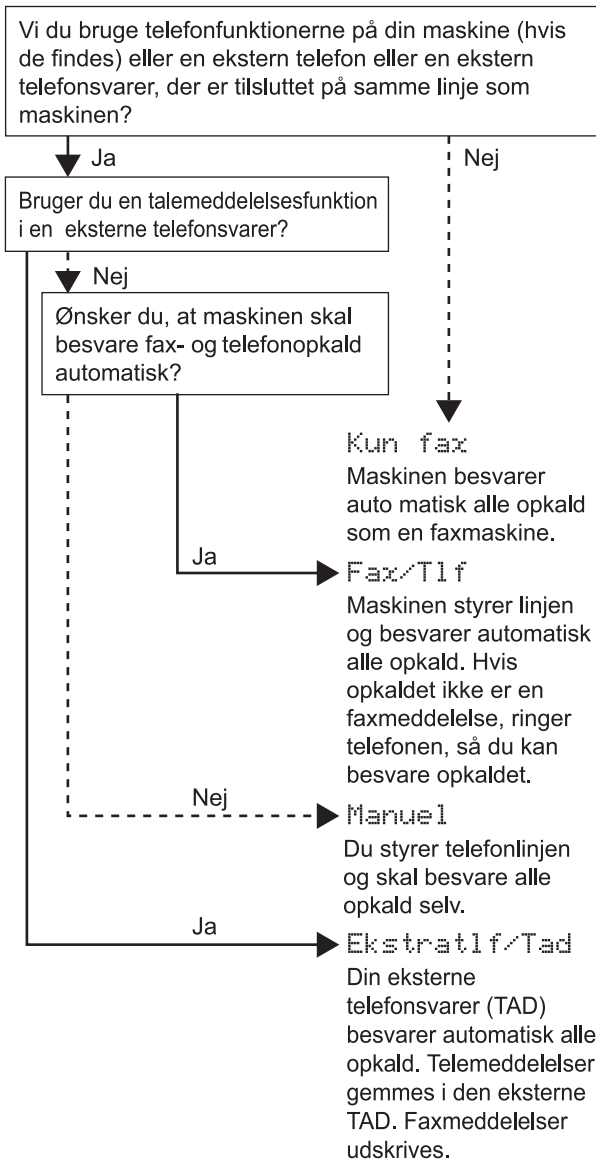 Vi du bruge telefonfunktionerne på din maskine (hvis
de findes) eller en ekstern telefon eller en ekstern
telefonsvarer, der er tilsluttet på samme linje som
maskinen?
Ja
Nej
Bruger du en talemeddelelsesfunktion
i en eksterne telefonsvarer?
Nej
Ønsker du, at maskinen skal
besvare fax- og telefonopkald
automatisk?
Kun fax
Maskinen besvarer
auto matisk alle opkald
som en faxmaskine.
Ja
Fax/Tlf
Maskinen styrer linjen
og besvarer automatisk
alle opkald. Hvis
opkaldet ikke er en
faxmeddelelse, ringer
telefonen, så du kan
besvare opkaldet.
Nej
Manuel
Du styrer telefonlinjen
og skal besvare alle
opkald selv.
Ja
Ekstratlf/Tad
Din eksterne
telefonsvarer (TAD)
besvarer automatisk alle
opkald. Telemeddelelser
gemmes i den eksterne
TAD. Faxmeddelelser
udskrives.